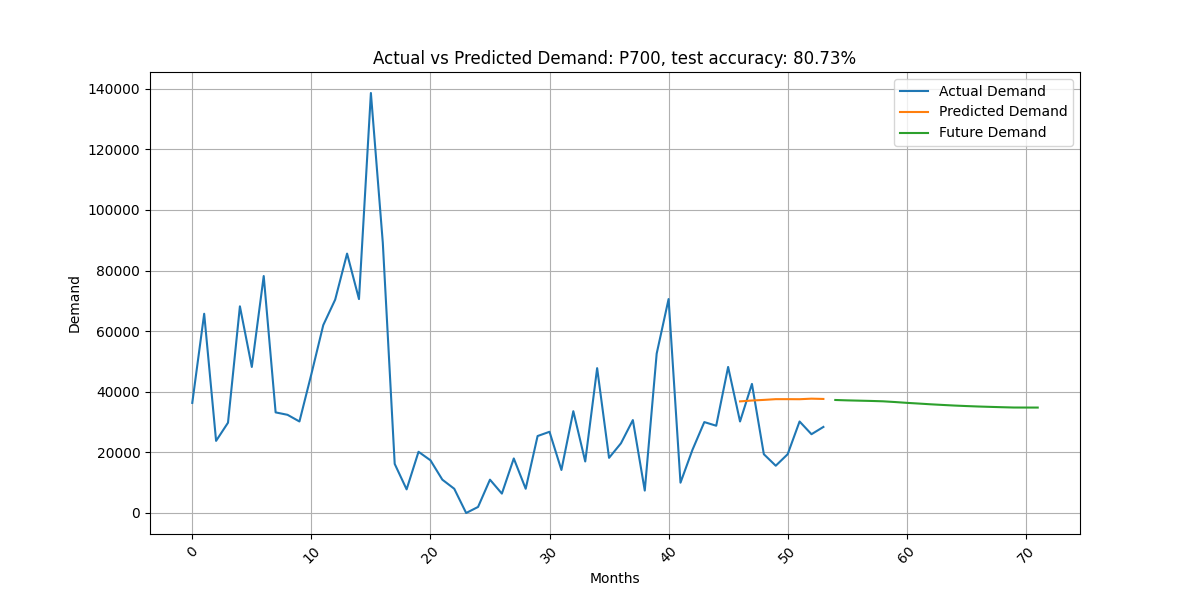 Actual vs Predicted Demand: P700, test accuracy: 80.73%
Actual Demand
Predicted Demand
Future Demand
Demand
140000
120000
100000
80000
60000
40000
20000
0
0 10 20 30 40 50 60 70
Months